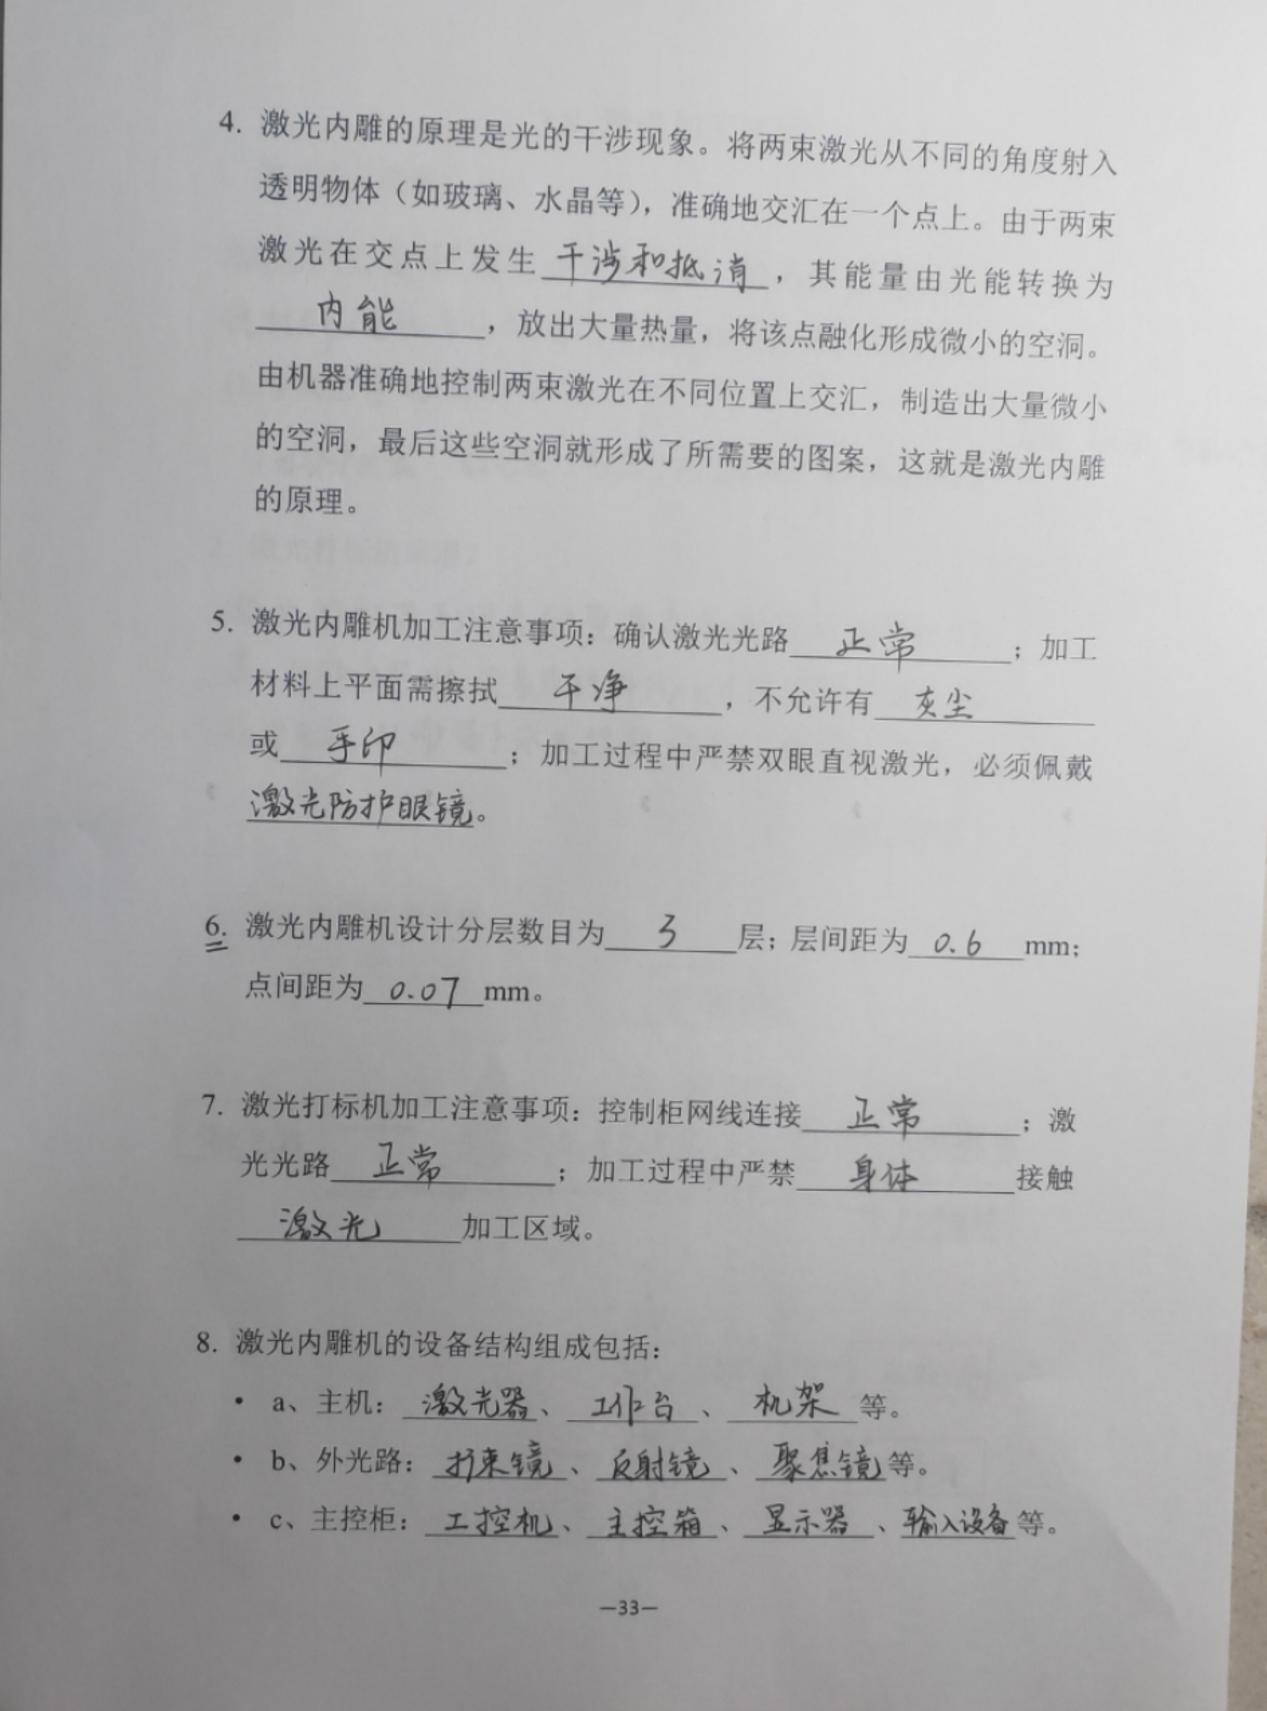 4. 激光内雕的原理是光的干涉现象。将两束激光从不同的角度射入
透明物体（如玻璃、水晶等），准确地交汇在一个点上。由于两束
激光在交点上发生干涉和抵消，其能量由光能转换为
内能，放出大量热量，将该点融化形成微小的空洞。
由机器准确地控制两束激光在不同位置上交汇，制造出大量微小
的空洞，最后这些空洞就形成了所需要的图案，这就是激光内雕
的原理。
5. 激光内雕机加工注意事项：确认激光光路正常；加工
材料上平面需擦拭干净，不允许有灰尘
或手印；加工过程中严禁双眼直视激光，必须佩戴
激光防护眼镜。
6. 激光内雕机设计分层数目为3层；层间距为0.6mm；
点间距为0.07mm。
7. 激光打标机加工注意事项：控制柜网线连接正常；激
光光路正常；加工过程中严禁身体接触
激光加工区域。
8. 激光内雕机的设备结构组成包括：
• a、主机：激光器、工作台、机架等。
• b、外光路：扩束镜、反射镜、聚焦镜等。
• c、主控柜：工控机、主控箱、显示器、输入设备等。
—33—